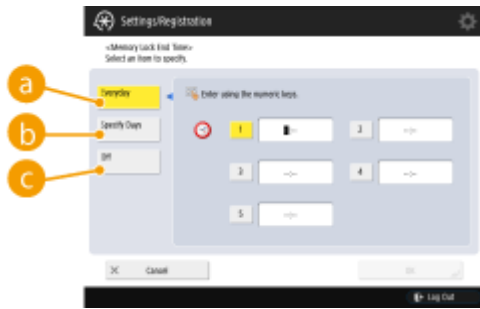 Settings/Registration
<Memory Lock End Time>
Select an item to specify.
a
Everyday
Enter using the numeric keys.
b
Specify Days
1
--:--
2
--:--
c
Off
3
--:--
4
--:--
5
--:--
Cancel
OK
Log Out